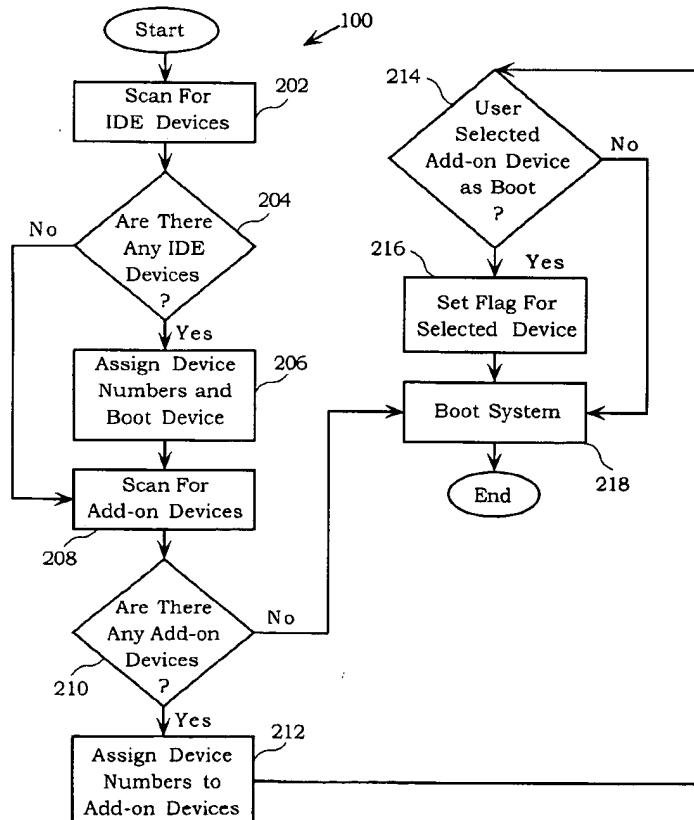 Start
100
Scan For
IDE Devices
202
Are There
Any IDE
Devices
?
204
No
Yes
Assign Device
Numbers and
Boot Device
206
Scan For
Add-on Devices
208
Are There
Any Add-on
Devices
?
210
No
Yes
Assign Device
Numbers to
Add-on Devices
212
214
User
Selected
Add-on Device
as Boot
?
No
Yes
216
Set Flag For
Selected Device
Boot System
218
End